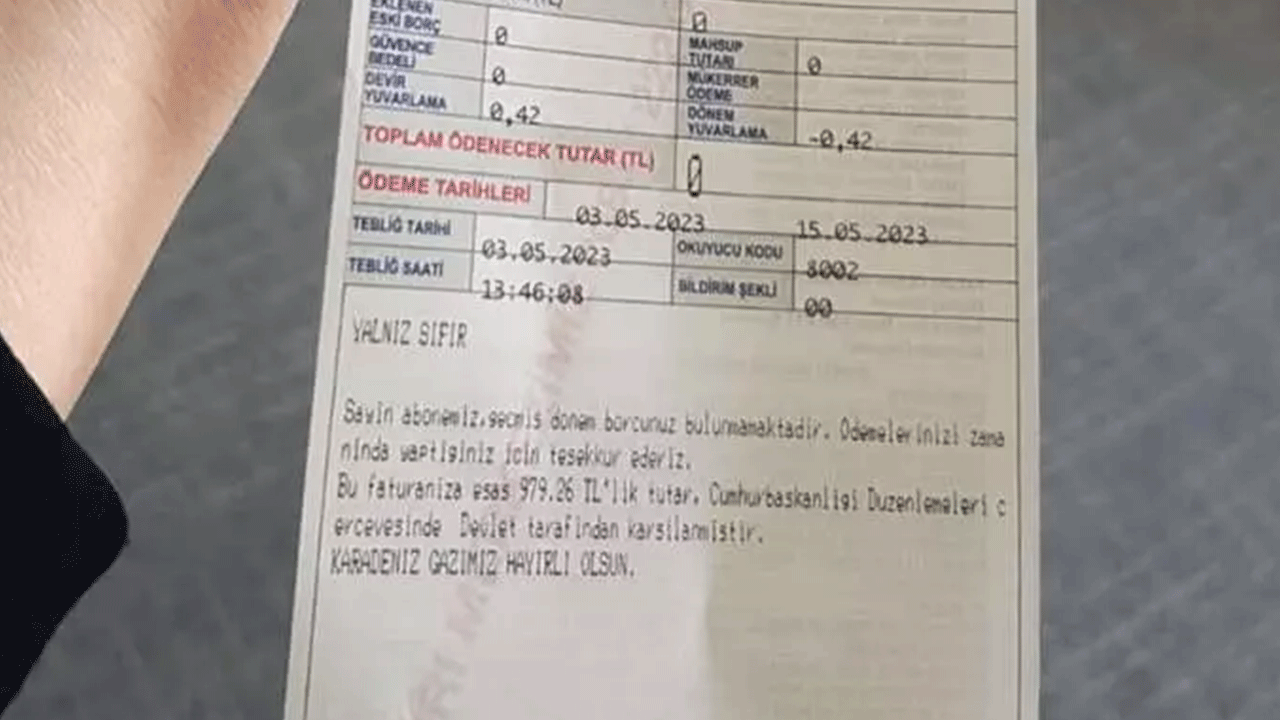 EKLENEN
ESKİ BORÇ 0 0
GÜVENCE
BEDELİ 0 MAHSUP
TUTARI 0
DEVİR
YUVARLAMA 0,42 MÜKERRER
ÖDEME
DÖNEM
YUVARLAMA -0,42
TOPLAM ÖDENECEK TUTAR (TL) 0
ÖDEME TARİHLERİ 03.05.2023 15.05.2023
TEBLİĞ TARİHİ 03.05.2023 OKUYUCU KODU 8002
TEBLİĞ SAATİ 13:46:08 BİLDİRİM ŞEKLİ 00
YALNIZ SIFIR
Sayin abonemiz,gecmis donem borcunuz bulunmamaktadir. Odemelerinizi zama
ninda yaptiginiz icin tesekkur ederiz.
Bu faturaniza esas 979.26 TL'lik tutar, Cumhurbaskanligi Duzenlemeleri c
ercevesinde Devlet tarafindan karsilanmistir.
KARADENIZ GAZIMIZ HAYIRLI OLSUN.